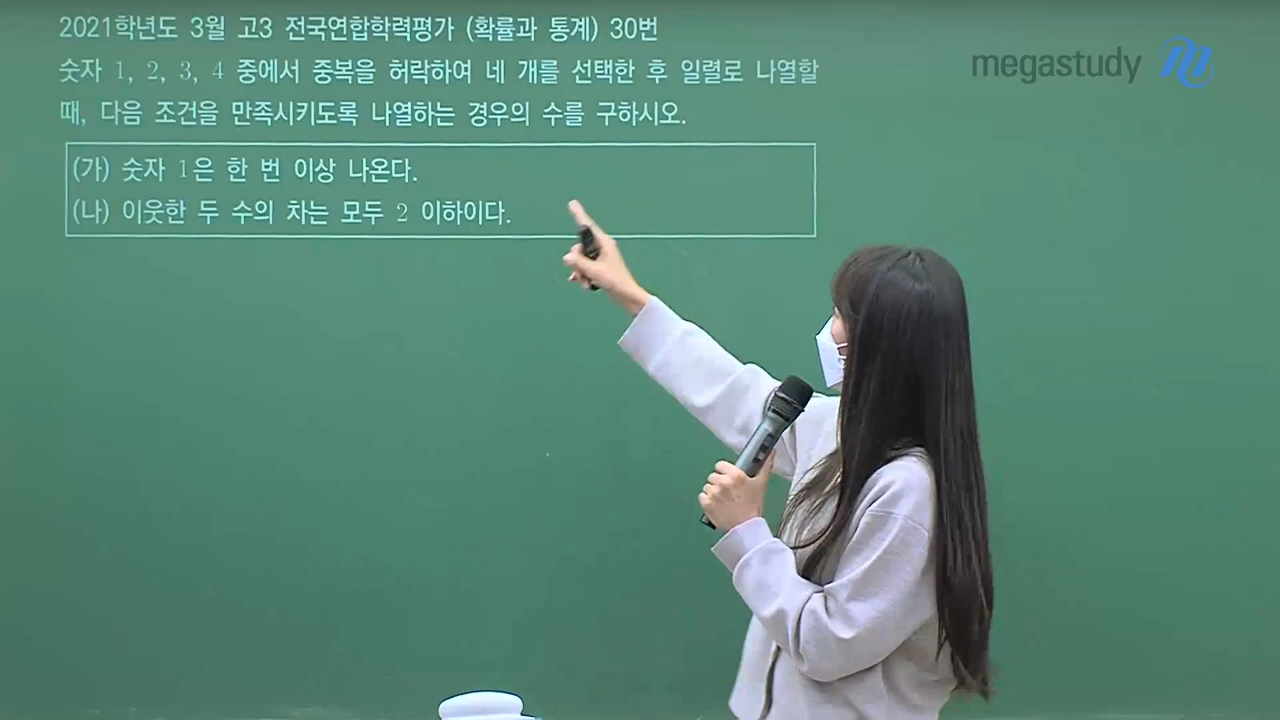 2021학년도 3월 고3 전국연합학력평가 (확률과 통계) 30번
숫자 1, 2, 3, 4 중에서 중복을 허락하여 네 개를 선택한 후 일렬로 나열할
때, 다음 조건을 만족시키도록 나열하는 경우의 수를 구하시오.
(가) 숫자 1은 한 번 이상 나온다.
(나) 이웃한 두 수의 차는 모두 2 이하이다.
megastudy